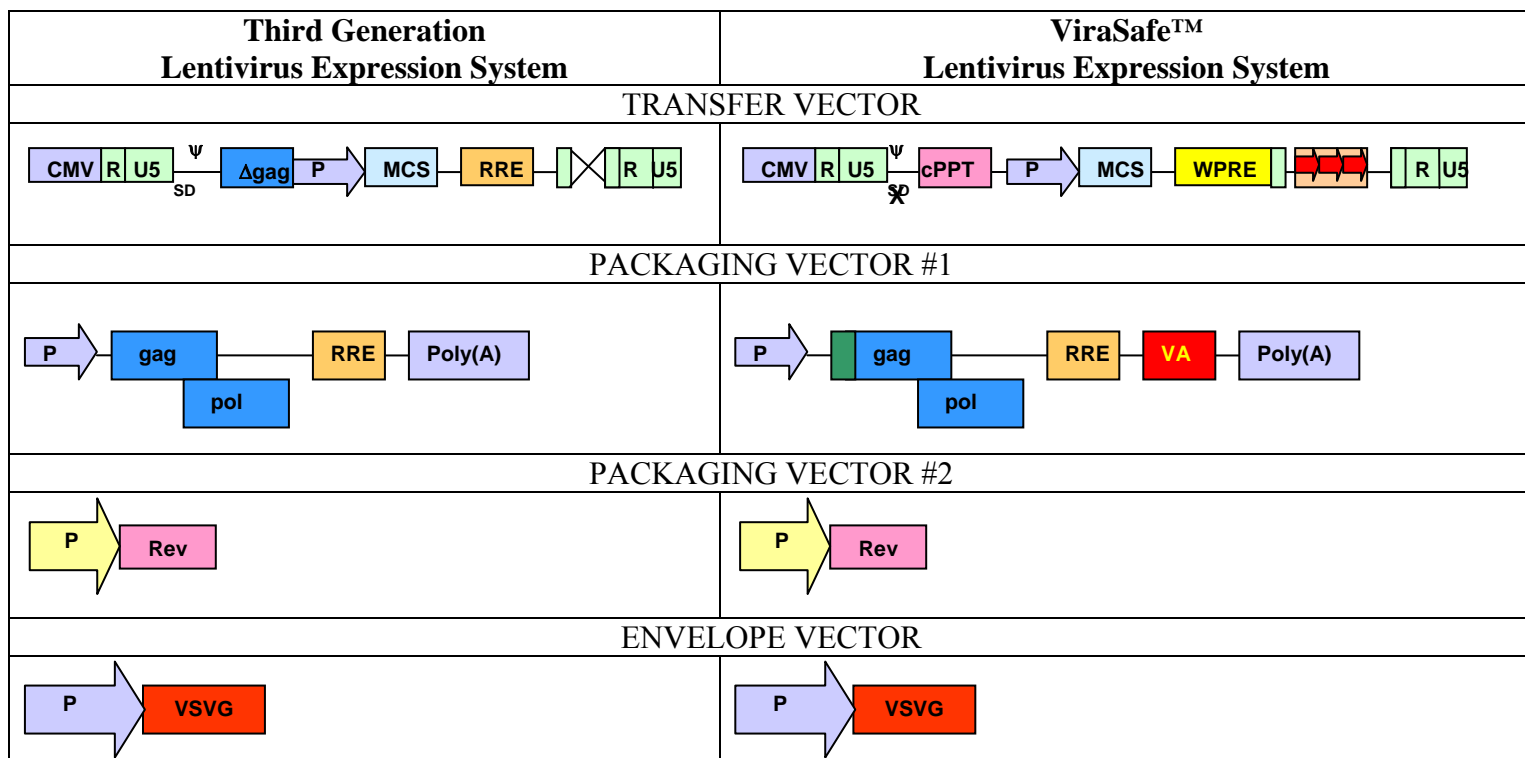 Third Generation
Lentivirus Expression System
ViraSafe™
Lentivirus Expression System
TRANSFER VECTOR
CMV R U5 ψ SD Δgag P MCS RRE R U5
CMV R U5 ψ SD X cPPT P MCS WPRE R U5
PACKAGING VECTOR #1
P gag RRE Poly(A)
pol
P gag RRE VA Poly(A)
pol
PACKAGING VECTOR #2
P Rev
P Rev
ENVELOPE VECTOR
P VSVG
P VSVG